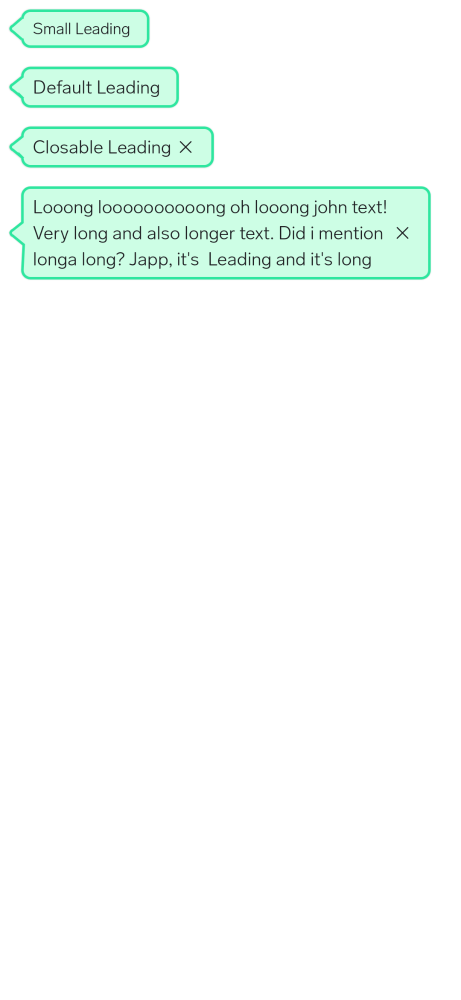 Small Leading
Default Leading
Closable Leading
Looong loooooooooong oh looong john text!
Very long and also longer text. Did i mention
longa long? Japp, it's  Leading and it's long